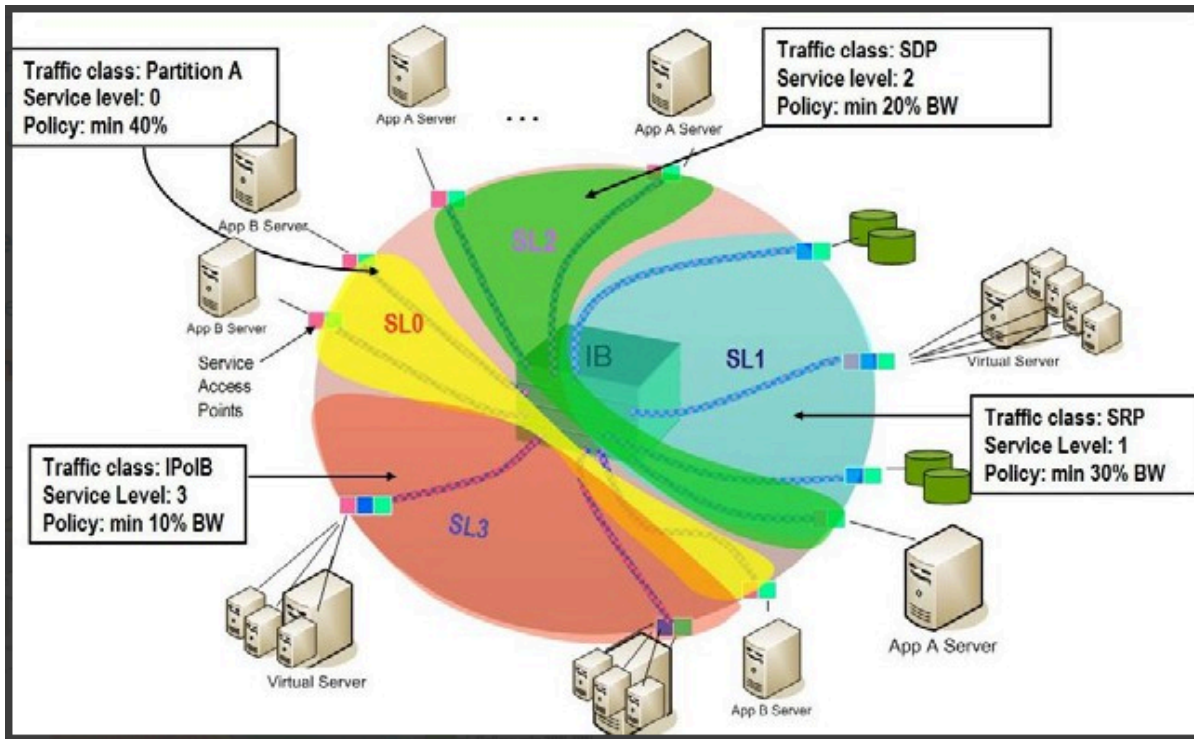 Traffic class: Partition A
Service level: 0
Policy: min 40%
Traffic class: SDP
Service level: 2
Policy: min 20% BW
App A Server
...
App A Server
App B Server
App B Server
Service
Access
Points
SL2
SL0
IB
SL1
Virtual Server
Traffic class: SRP
Service Level: 1
Policy: min 30% BW
Traffic class: IPoIB
Service Level: 3
Policy: min 10% BW
SL3
Virtual Server
App B Server
App A Server